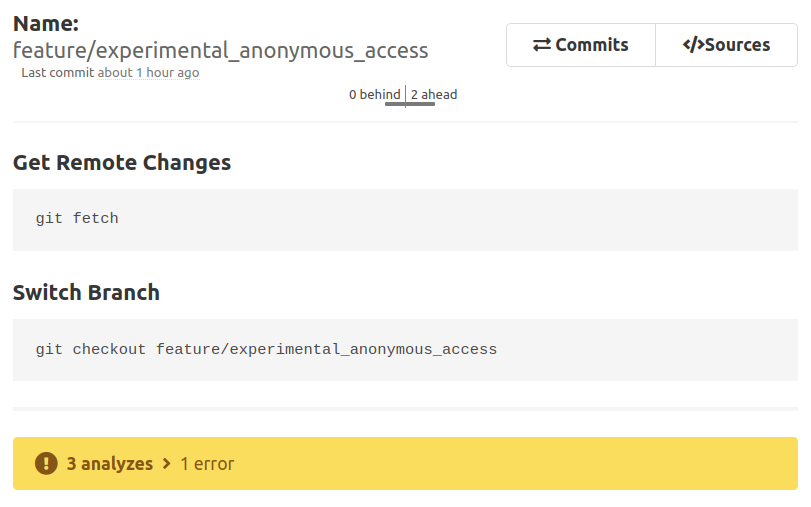 Name:
feature/experimental_anonymous_access
Last commit about 1 hour ago
Commits
Sources
0 behind 2 ahead
Get Remote Changes
git fetch
Switch Branch
git checkout feature/experimental_anonymous_access
3 analyzes > 1 error